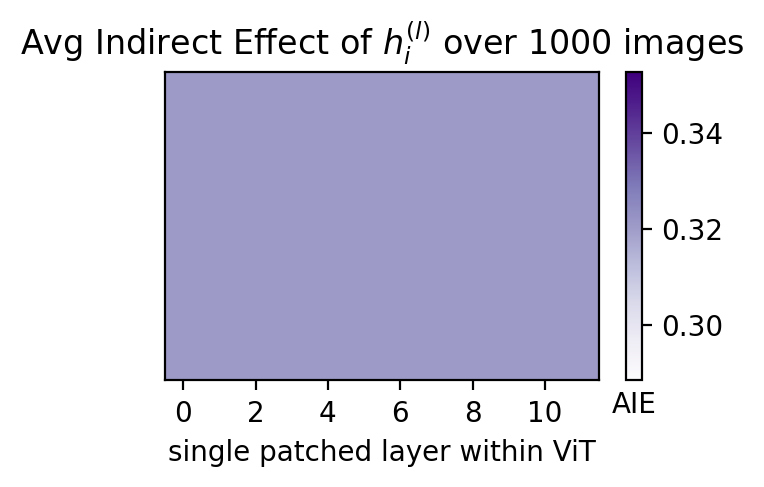 Avg Indirect Effect of $h_i^{(l)}$ over 1000 images
0.34
0.32
0.30
0 2 4 6 8 10
AIE
single patched layer within ViT